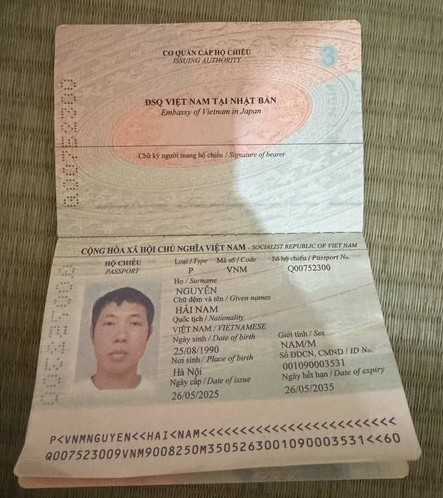 3
CƠ QUAN CẤP HỘ CHIẾU
ISSUING AUTHORITY
ĐSQ VIỆT NAM TẠI NHẬT BẢN
Embassy of Vietnam in Japan
Chữ ký người mang hộ chiếu / Signature of bearer
Q00752300
CỘNG HÒA XÃ HỘI CHỦ NGHĨA VIỆT NAM - SOCIALIST REPUBLIC OF VIET NAM
HỘ CHIẾU
PASSPORT
Loại / Type Mã số / Code Số hộ chiếu / Passport No.
P VNM Q00752300
Họ / Surname
NGUYỄN
Chữ đệm và tên / Given names
HẢI NAM
Quốc tịch / Nationality
VIỆT NAM / VIETNAMESE
Giới tính / Sex
NAM/M
Ngày sinh / Date of birth
25/08/1990
Số ĐDCN, CMND / ID No.
001090003531
Nơi sinh / Place of birth
Hà Nội
Ngày cấp / Date of issue
26/05/2025
Ngày hết hạn / Date of expiry
26/05/2035
P<VNMNGUYEN<<HAI<NAM<<<<<<<<<<<<<<<<<<<<<<<<
Q007523009VNM9008250M3505263001090003531<<60